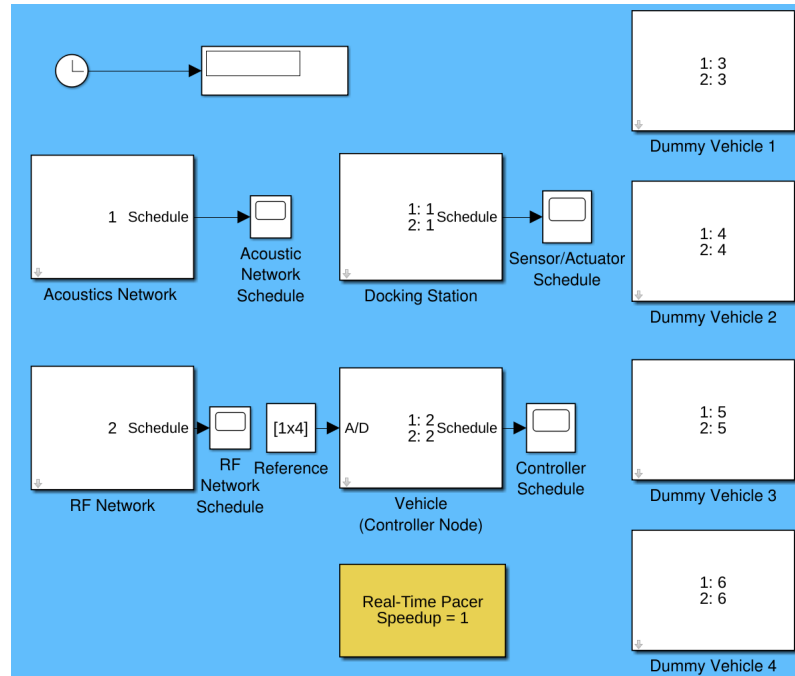 1: 3
2: 3
Dummy Vehicle 1
1 Schedule
Acoustics Network
Acoustic
Network
Schedule
1: 1
2: 1
Schedule
Docking Station
Sensor/Actuator
Schedule
1: 4
2: 4
Dummy Vehicle 2
2 Schedule
RF Network
RF
Network
Schedule
[1x4]
Reference
A/D
1: 2
2: 2
Schedule
Vehicle
(Controller Node)
Controller
Schedule
1: 5
2: 5
Dummy Vehicle 3
Real-Time Pacer
Speedup = 1
1: 6
2: 6
Dummy Vehicle 4